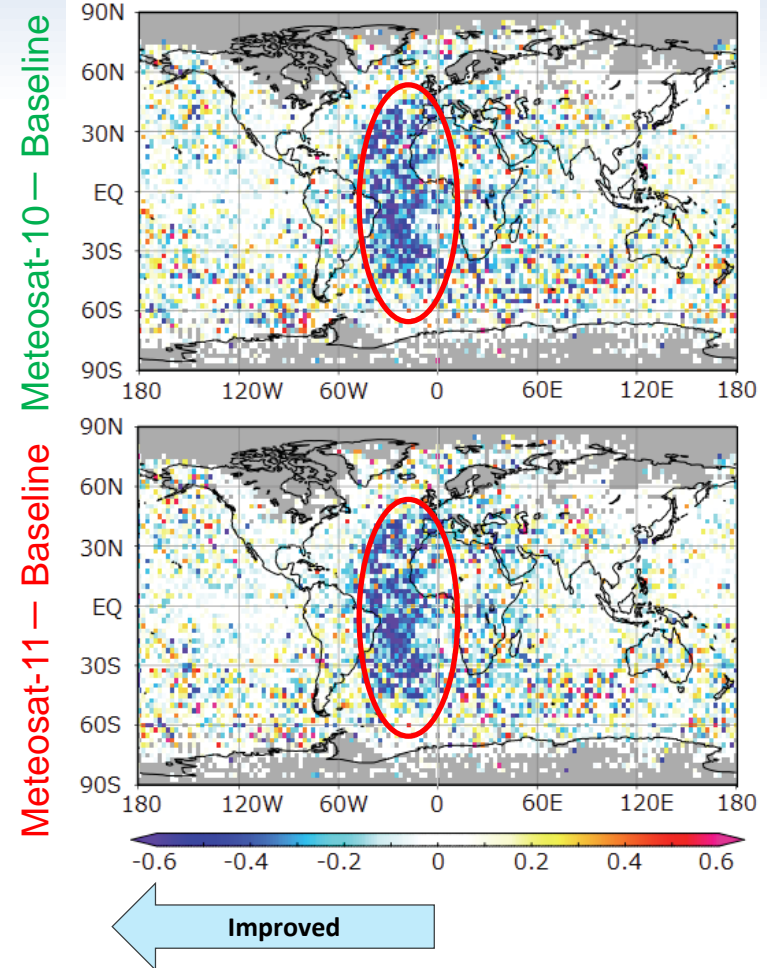 Meteosat-10 — Baseline
90N
60N
30N
EQ
30S
60S
90S
180 120W 60W 0 60E 120E 180
Meteosat-11 — Baseline
90N
60N
30N
EQ
30S
60S
90S
180 120W 60W 0 60E 120E 180
-0.6 -0.4 -0.2 0 0.2 0.4 0.6
Improved